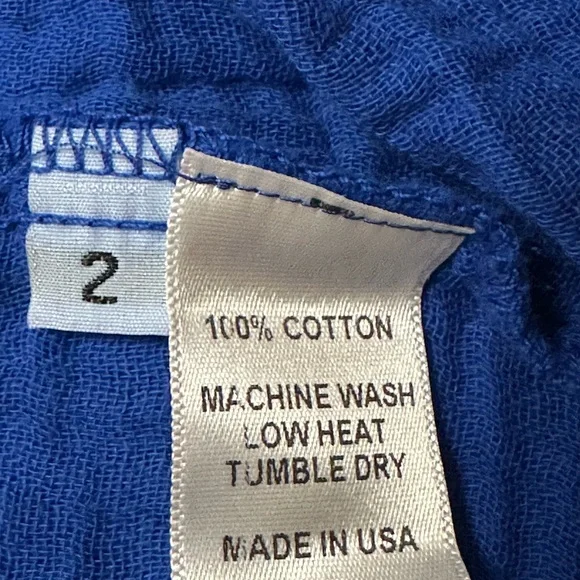 2
100% COTTON
MACHINE WASH
LOW HEAT
TUMBLE DRY
MADE IN USA